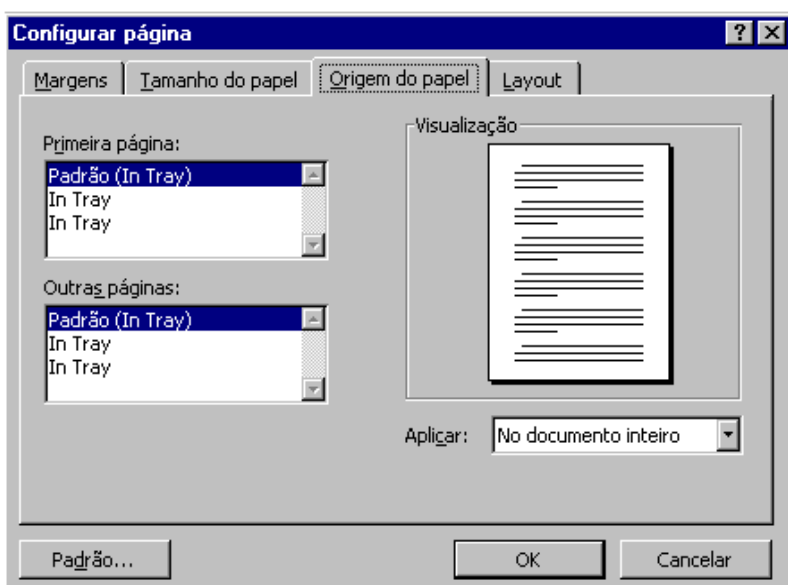 Configurar página
Margens Tamanho do papel Origem do papel Layout
Primeira página:
Padrão (In Tray)
In Tray
In Tray
Outras páginas:
Padrão (In Tray)
In Tray
In Tray
Visualização
Aplicar: No documento inteiro
Padrão... OK Cancelar